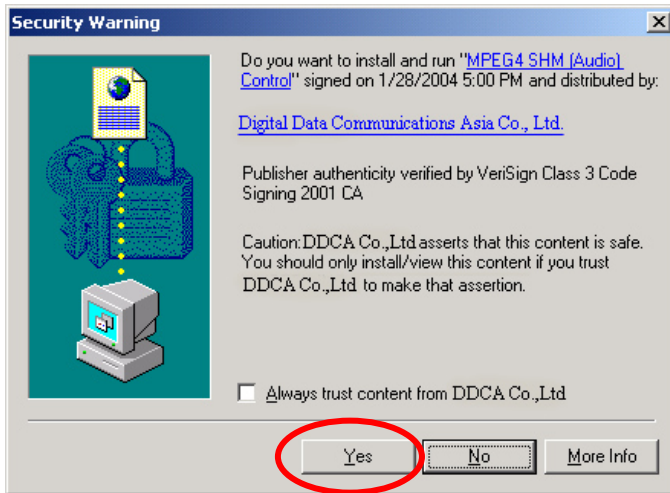 Security Warning
Do you want to install and run "MPEG4 SHM (Audio)
Control" signed on 1/28/2004 5:00 PM and distributed by:
Digital Data Communications Asia Co., Ltd.
Publisher authenticity verified by VeriSign Class 3 Code
Signing 2001 CA
Caution: DDCA Co.,Ltd asserts that this content is safe.
You should only install/view this content if you trust
DDCA Co.,Ltd to make that assertion.
Always trust content from DDCA Co.,Ltd
Yes No More Info